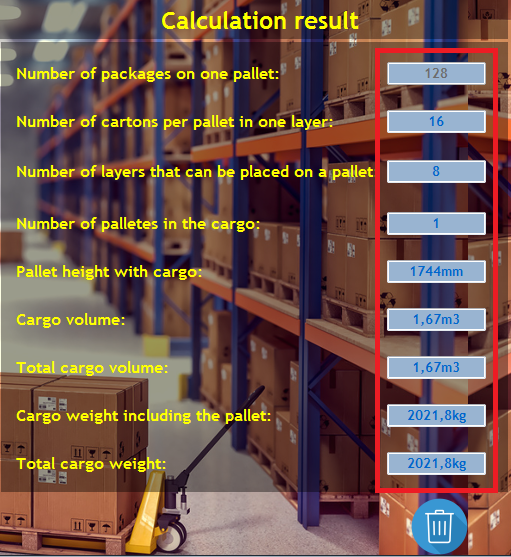 Calculation result
Number of packages on one pallet: 128
Number of cartons per pallet in one layer: 16
Number of layers that can be placed on a pallet 8
Number of palletes in the cargo: 1
Pallet height with cargo: 1744mm
Cargo volume: 1,67m3
Total cargo volume: 1,67m3
Cargo weight including the pallet: 2021,8kg
Total cargo weight: 2021,8kg